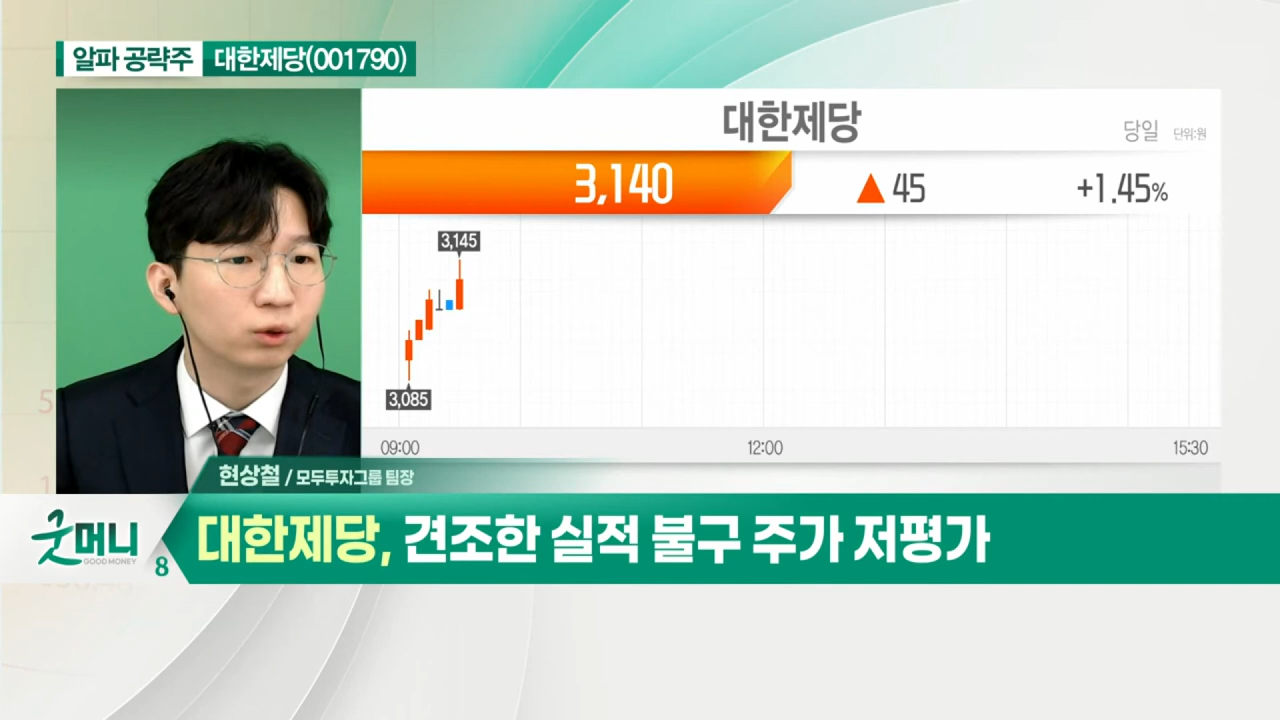 알파 공략주 대한제당(001790)
대한제당
당일 단위:원
3,140 ▲ 45 +1.45%
3,145
3,085
09:00 12:00 15:30
현상철 / 모두투자그룹 팀장
굿머니
GOOD MONEY
8
대한제당, 견조한 실적 불구 주가 저평가